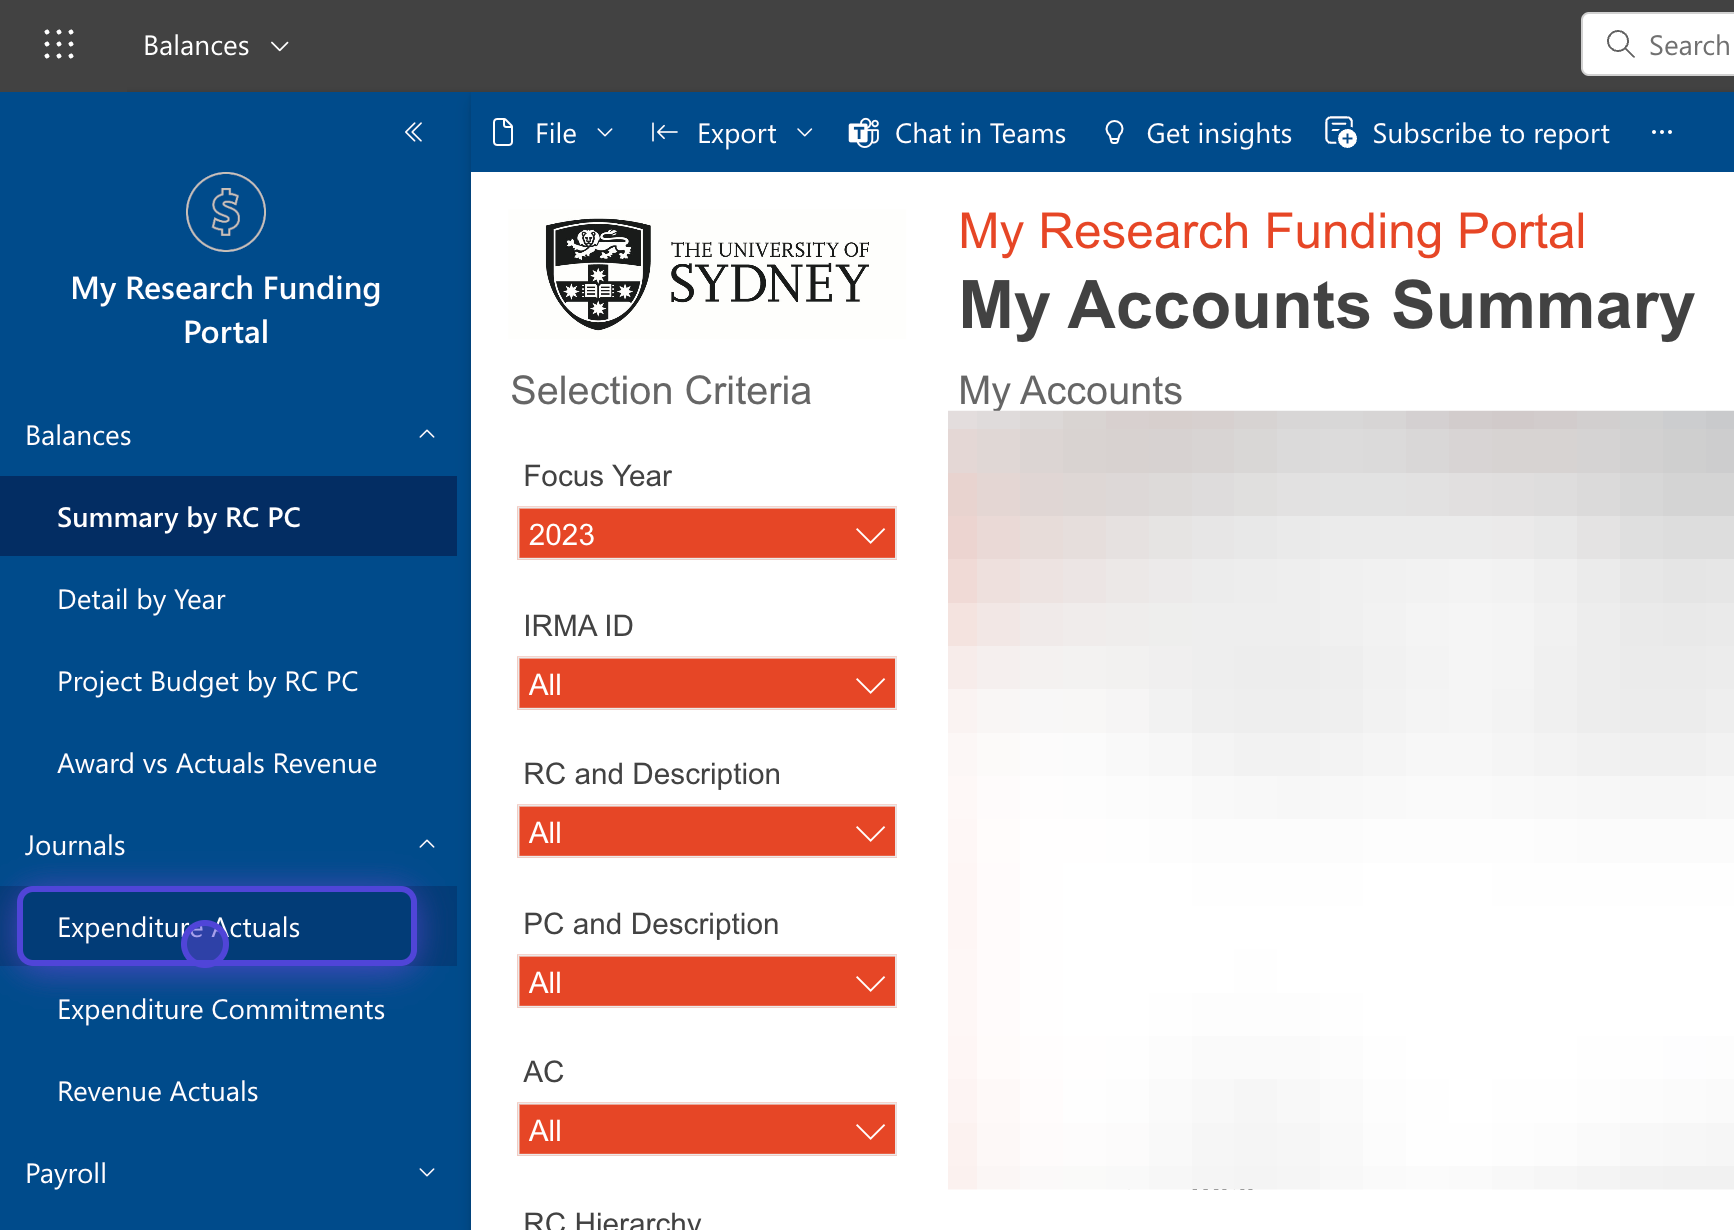 Balances
Search
File
Export
Chat in Teams
Get insights
Subscribe to report
My Research Funding
Portal
Balances
Summary by RC PC
Detail by Year
Project Budget by RC PC
Award vs Actuals Revenue
Journals
Expenditure Actuals
Expenditure Commitments
Revenue Actuals
Payroll
THE UNIVERSITY OF
SYDNEY
My Research Funding Portal
My Accounts Summary
Selection Criteria
My Accounts
Focus Year
2023
IRMA ID
All
RC and Description
All
PC and Description
All
AC
All
RC Hierarchy